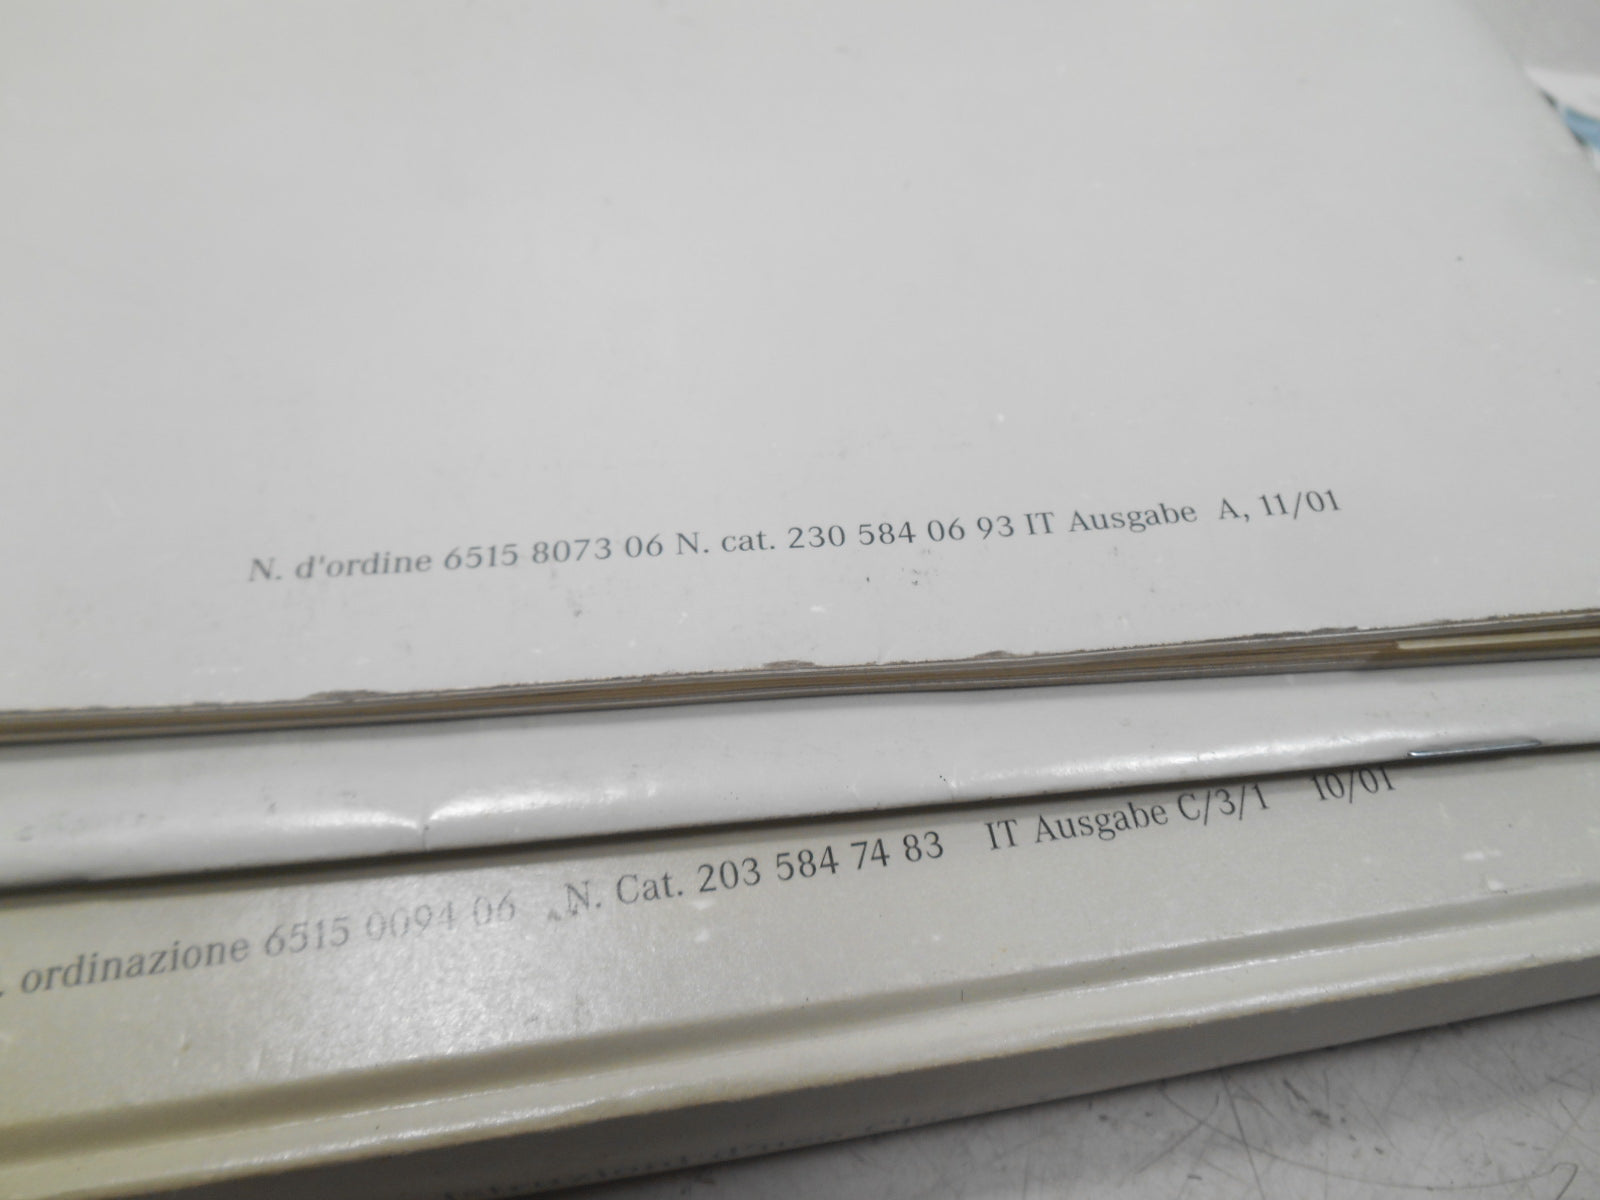 N. d'ordine 6515 8073 06 N. cat. 230 584 06 93 IT Ausgabe A, 11/01
. ordinazione 6515 0094 06 N. Cat. 203 584 74 83 IT Ausgabe C/3/1 10/01